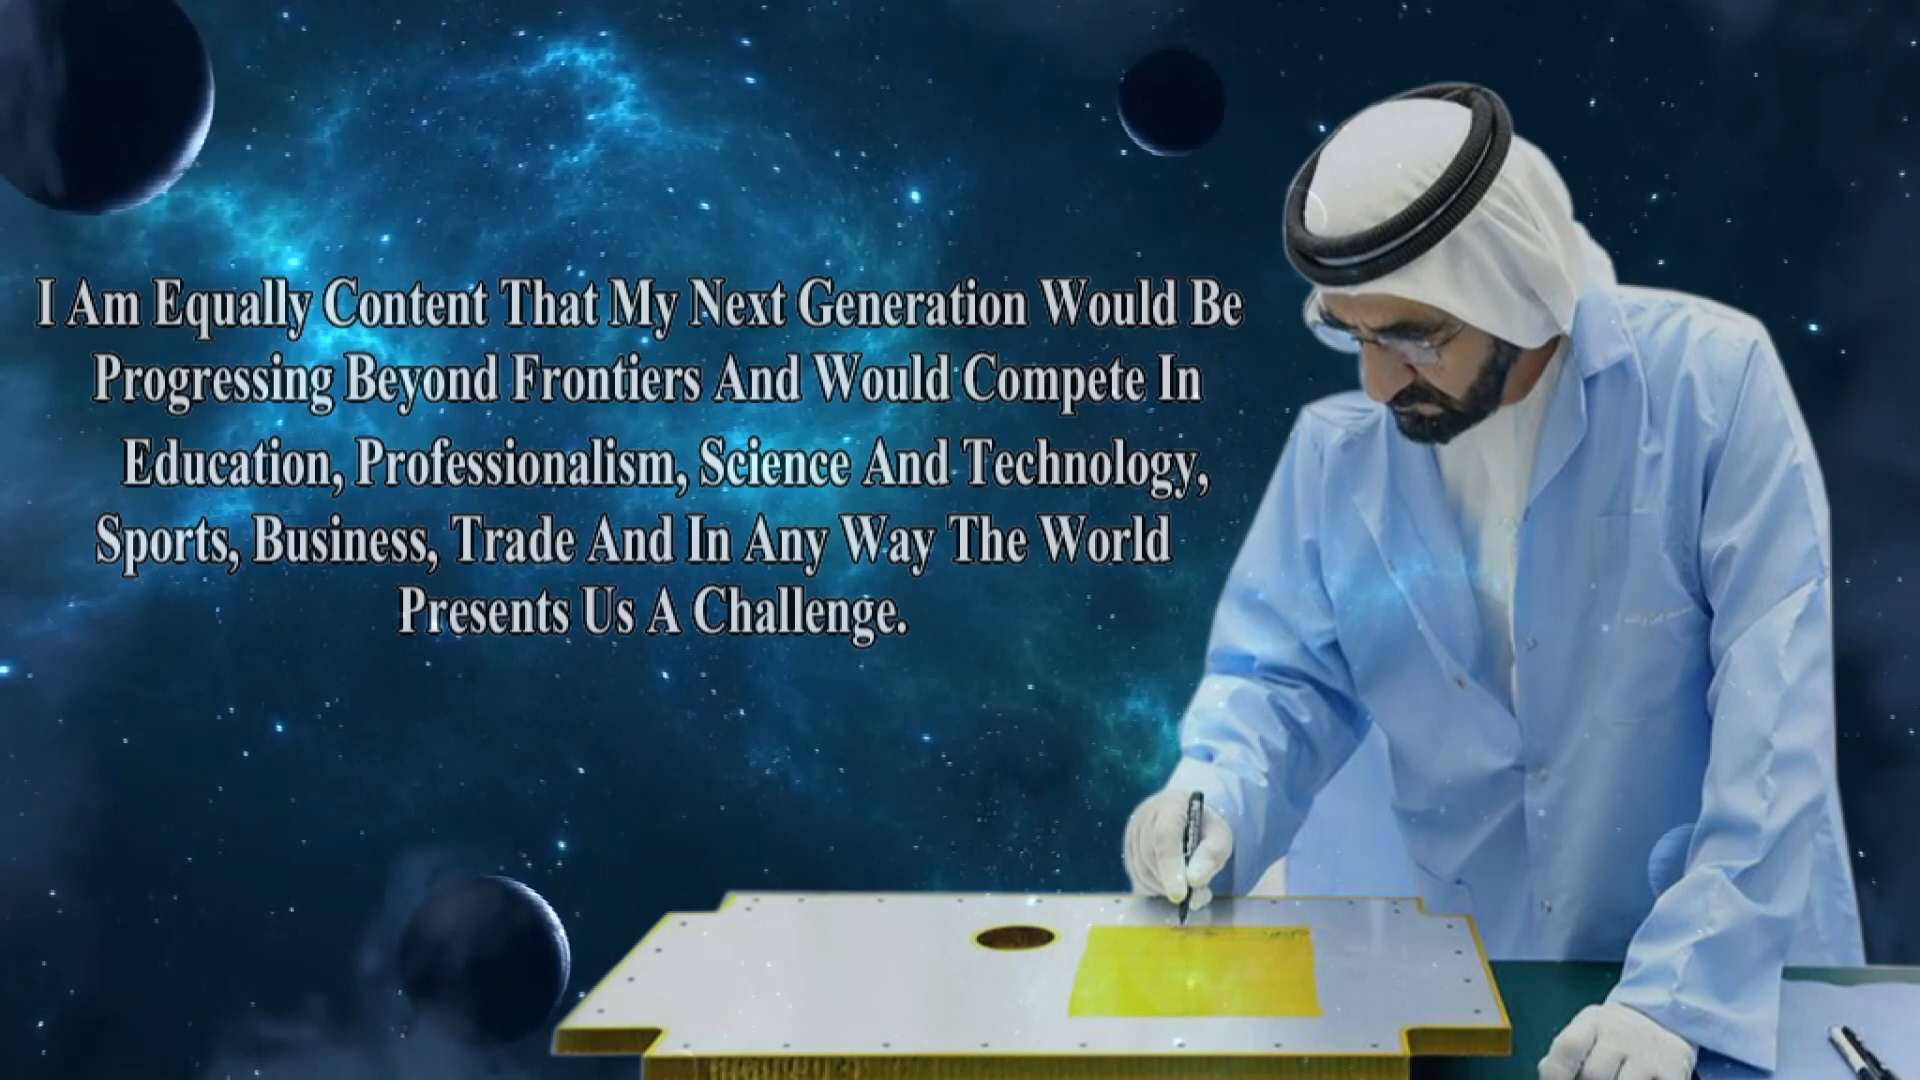 I Am Equally Content That My Next Generation Would Be
Progressing Beyond Frontiers And Would Compete In
Education, Professionalism, Science And Technology,
Sports, Business, Trade And In Any Way The World
Presents Us A Challenge.